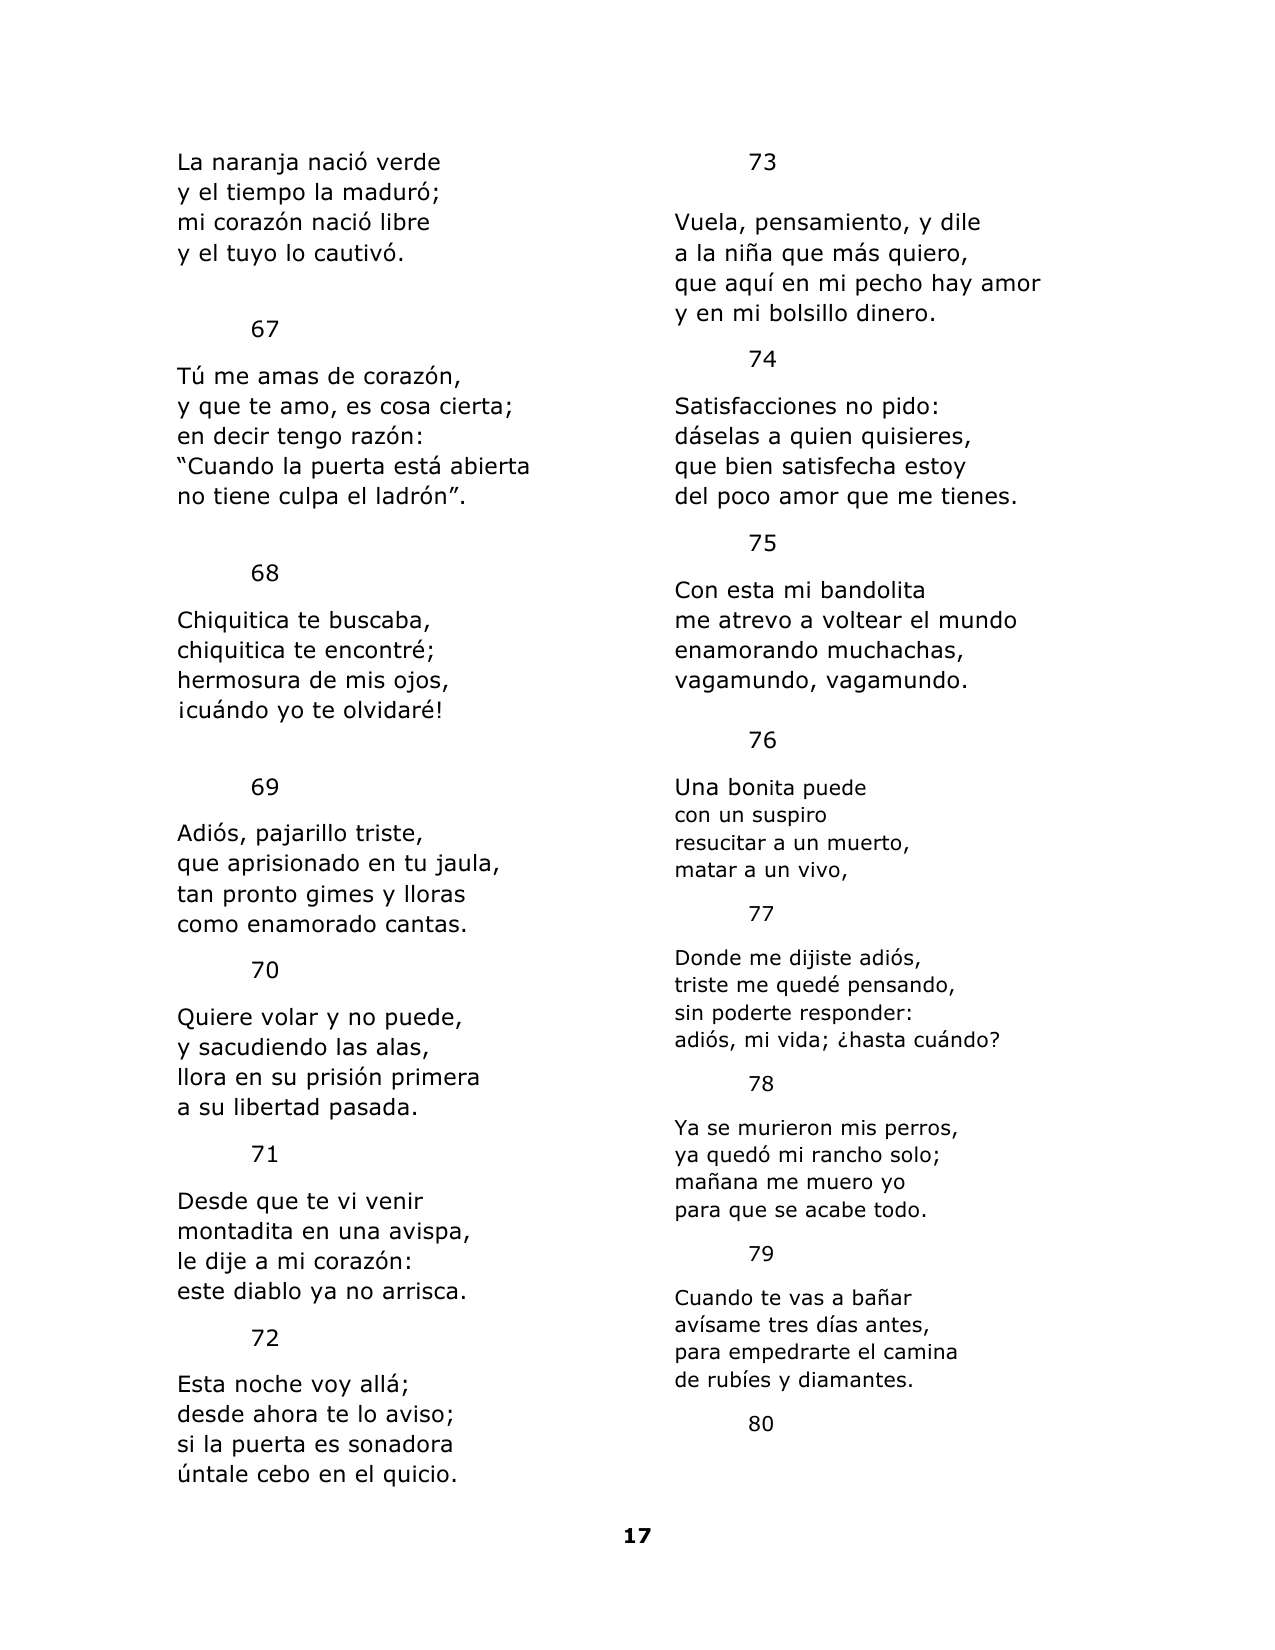 La naranja nació verde
y el tiempo la maduró;
mi corazón nació libre
y el tuyo lo cautivó.
67
Tú me amas de corazón,
y que te amo, es cosa cierta;
en decir tengo razón:
“Cuando la puerta está abierta
no tiene culpa el ladrón”.
68
Chiquitica te buscaba,
chiquitica te encontré;
hermosura de mis ojos,
¡cuándo yo te olvidaré!
69
Adiós, pajarillo triste,
que aprisionado en tu jaula,
tan pronto gimes y lloras
como enamorado cantas.
70
Quiere volar y no puede,
y sacudiendo las alas,
llora en su prisión primera
a su libertad pasada.
71
Desde que te vi venir
montadita en una avispa,
le dije a mi corazón:
este diablo ya no arrisca.
72
Esta noche voy allá;
desde ahora te lo aviso;
si la puerta es sonadora
úntale cebo en el quicio.
73
Vuela, pensamiento, y dile
a la niña que más quiero,
que aquí en mi pecho hay amor
y en mi bolsillo dinero.
74
Satisfacciones no pido:
dáselas a quien quisieres,
que bien satisfecha estoy
del poco amor que me tienes.
75
Con esta mi bandolita
me atrevo a voltear el mundo
enamorando muchachas,
vagamundo, vagamundo.
76
Una bonita puede
con un suspiro
resucitar a un muerto,
matar a un vivo,
77
Donde me dijiste adiós,
triste me quedé pensando,
sin poderte responder:
adiós, mi vida; ¿hasta cuándo?
78
Ya se murieron mis perros,
ya quedó mi rancho solo;
mañana me muero yo
para que se acabe todo.
79
Cuando te vas a bañar
avísame tres días antes,
para empedrarte el camina
de rubíes y diamantes.
80
17